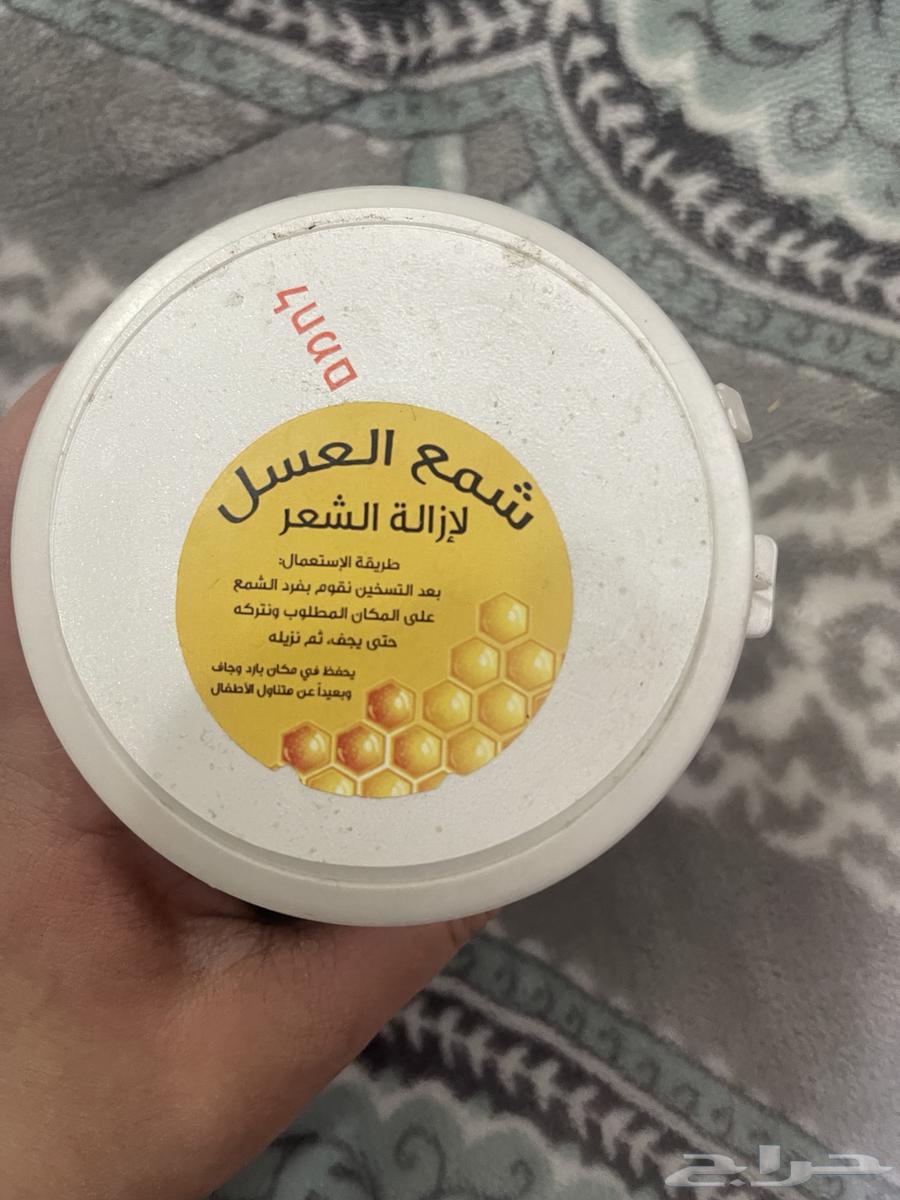 شمع العسل
لإزالة الشعر
طريقة الإستعمال:
بعد التسخين نقوم بفرد الشمع
على المكان المطلوب ونتركه
حتى يجف، ثم نزيله
يحفظ في مكان بارد وجاف
وبعيداً عن متناول الأطفال
حراج